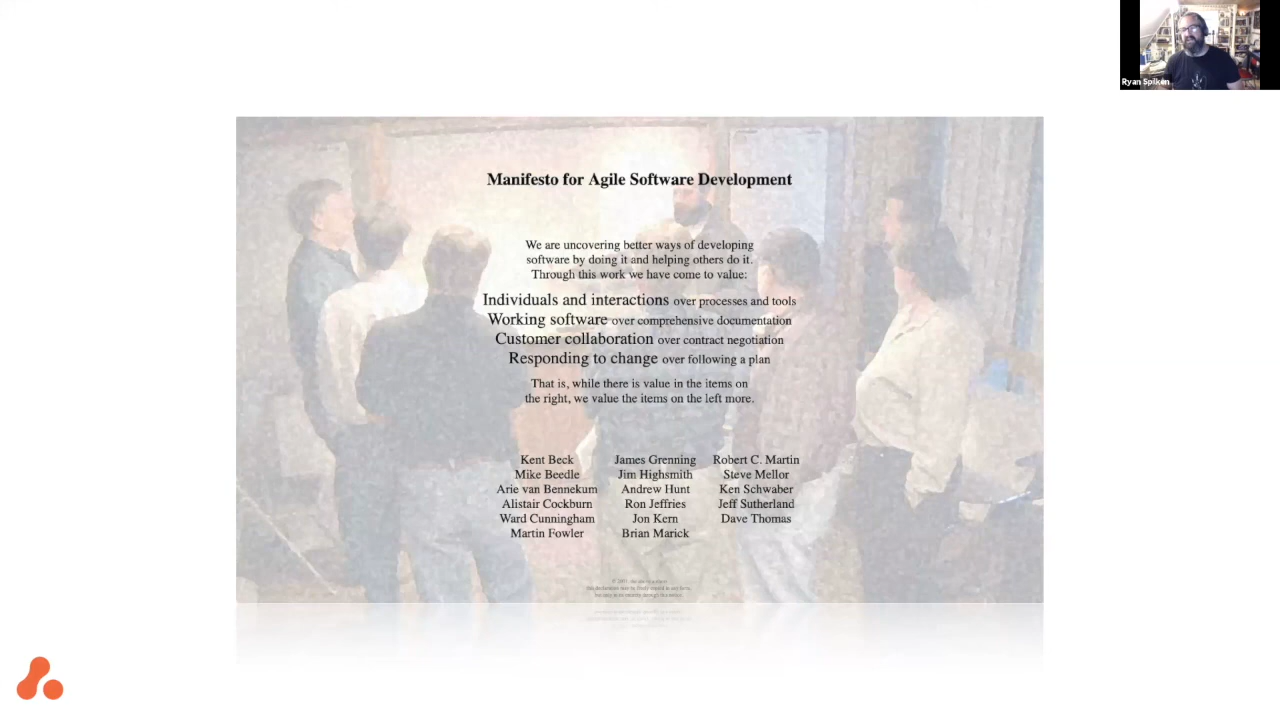 Ryan Spilken
Manifesto for Agile Software Development
We are uncovering better ways of developing
software by doing it and helping others do it.
Through this work we have come to value:
Individuals and interactions over processes and tools
Working software over comprehensive documentation
Customer collaboration over contract negotiation
Responding to change over following a plan
That is, while there is value in the items on
the right, we value the items on the left more.
Kent Beck James Grenning Robert C. Martin
Mike Beedle Jim Highsmith Steve Mellor
Arie van Bennekum Andrew Hunt Ken Schwaber
Alistair Cockburn Ron Jeffries Jeff Sutherland
Ward Cunningham Jon Kern Dave Thomas
Martin Fowler Brian Marick